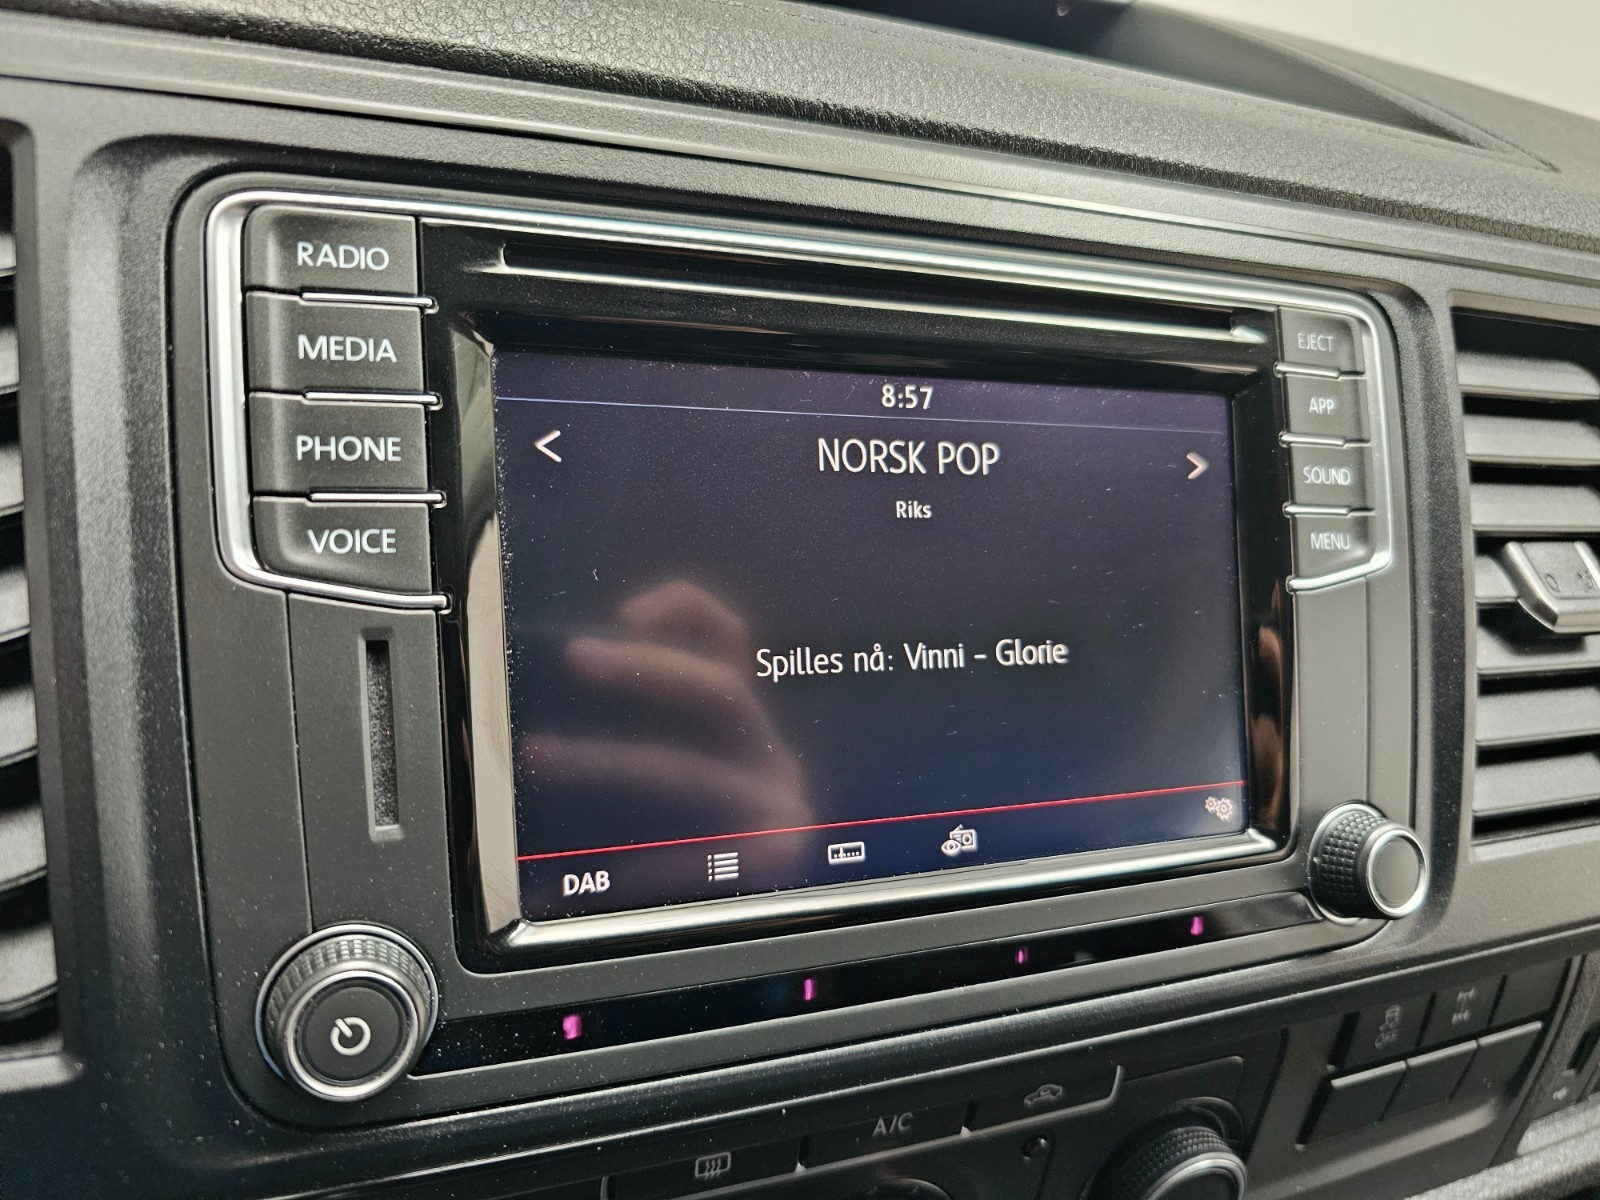 RADIO
MEDIA
PHONE
VOICE
EJECT
APP
SOUND
MENU
8:57
NORSK POP
Riks
Spilles nå: Vinni - Glorie
DAB
A/C
OFF